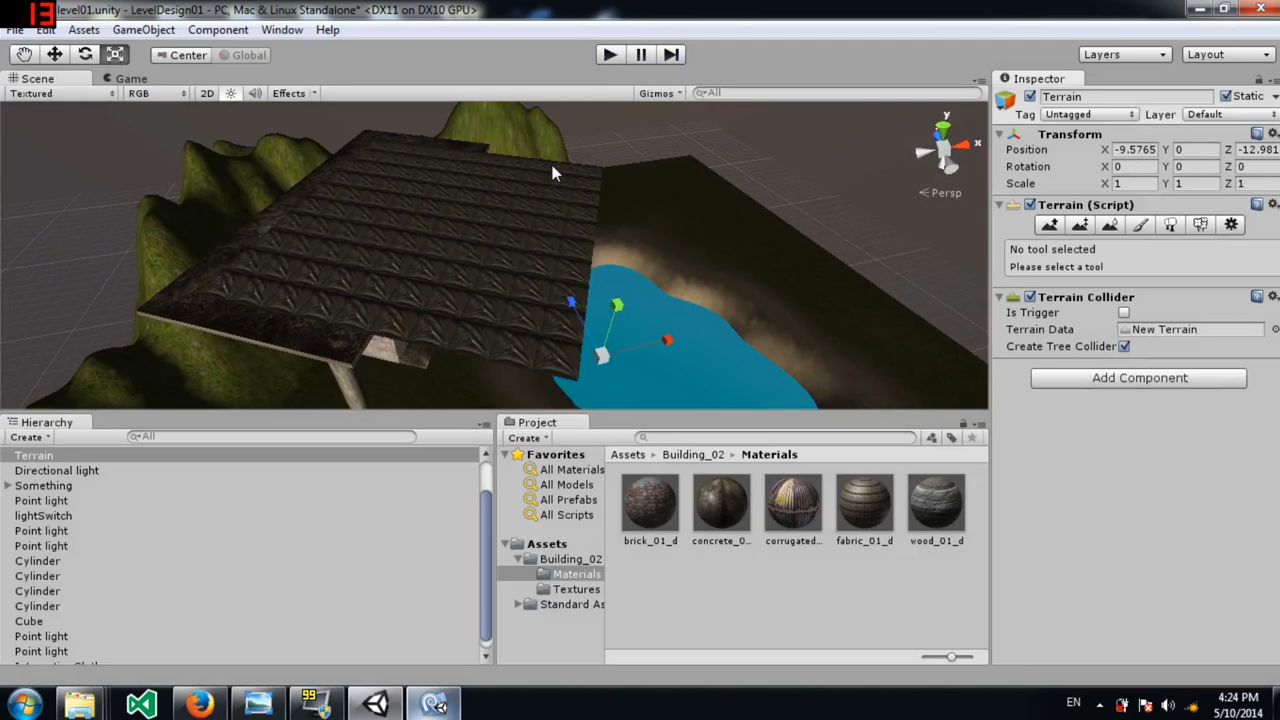 13
level01.unity - LevelDesign01 - PC, Mac & Linux Standalone* <DX11 on DX10 GPU>
File Edit Assets GameObject Component Window Help
Center Global Layers Layout
Scene Game
Textured RGB 2D Effects Gizmos All
y
x
Persp
Inspector
Terrain Static
Tag Untagged Layer Default
Transform
Position X -9.5765 Y 0 Z -12.981
Rotation X 0 Y 0 Z 0
Scale X 1 Y 1 Z 1
Terrain (Script)
No tool selected
Please select a tool
Terrain Collider
Is Trigger
Terrain Data New Terrain
Create Tree Collider
Add Component
Hierarchy
Create All
Terrain
Directional light
Something
Point light
lightSwitch
Point light
Point light
Cylinder
Cylinder
Cylinder
Cylinder
Cube
Point light
Point light
Project
Create
Favorites
All Materials
All Models
All Prefabs
All Scripts
Assets
Building_02
Materials
Textures
Standard As
Assets Building_02 Materials
brick_01_d concrete_0... corrugated... fabric_01_d wood_01_d
99
EN
4:24 PM
5/10/2014